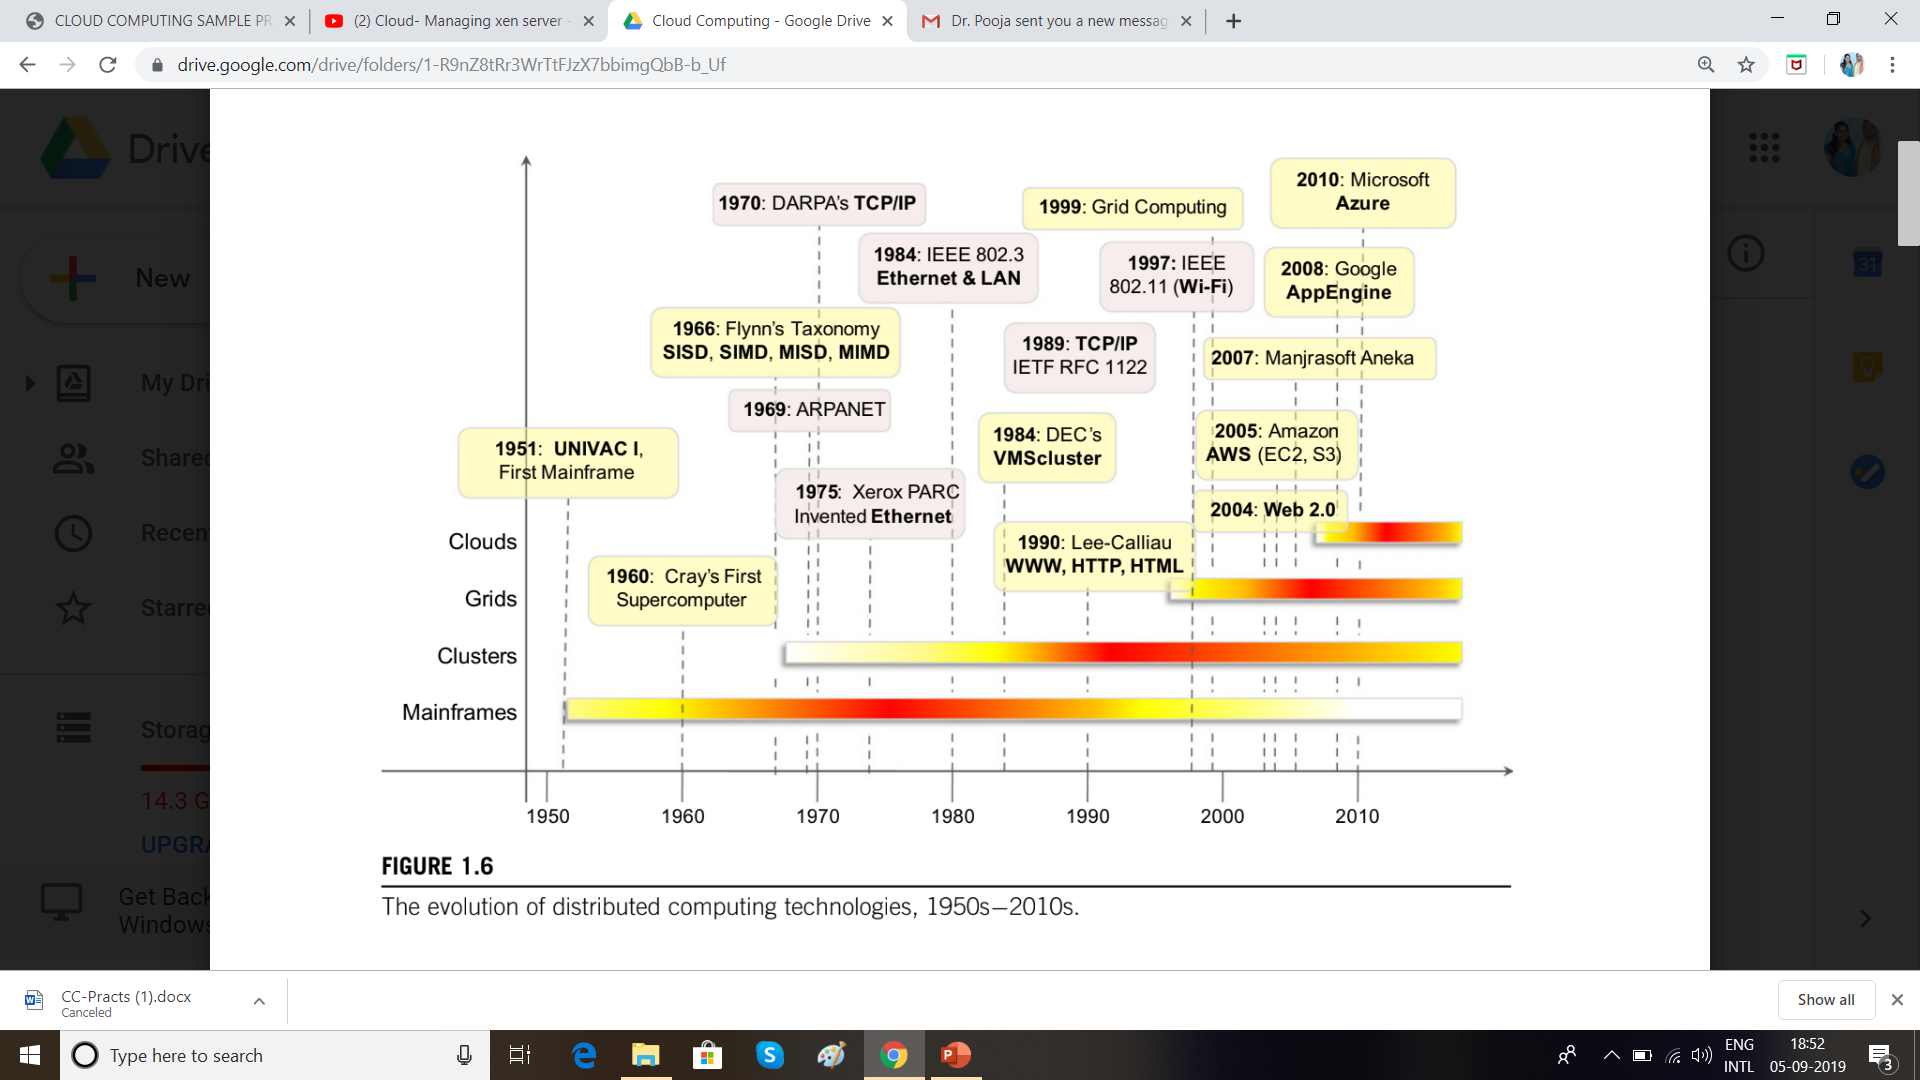 CLOUD COMPUTING SAMPLE PR
(2) Cloud- Managing xen server -
Cloud Computing - Google Drive
Dr. Pooja sent you a new messag
drive.google.com/drive/folders/1-R9nZ8tRr3WrTtFJzX7bbimgQbB-b_Uf
Drive
New
My Dri
Shared
Recen
Starre
Storag
14.3 G
UPGRA
Get Back
Windows
31
1970: DARPA's TCP/IP
1999: Grid Computing
2010: Microsoft
Azure
1984: IEEE 802.3
Ethernet & LAN
1997: IEEE
802.11 (Wi-Fi)
2008: Google
AppEngine
1966: Flynn's Taxonomy
SISD, SIMD, MISD, MIMD
1989: TCP/IP
IETF RFC 1122
2007: Manjrasoft Aneka
1969: ARPANET
1951: UNIVAC I,
First Mainframe
1984: DEC's
VMScluster
2005: Amazon
AWS (EC2, S3)
1975: Xerox PARC
Invented Ethernet
2004: Web 2.0
1990: Lee-Calliau
WWW, HTTP, HTML
1960: Cray's First
Supercomputer
Clouds
Grids
Clusters
Mainframes
1950 1960 1970 1980 1990 2000 2010
FIGURE 1.6
The evolution of distributed computing technologies, 1950s–2010s.
CC-Practs (1).docx
Canceled
Show all
Type here to search
ENG
INTL
18:52
05-09-2019
3